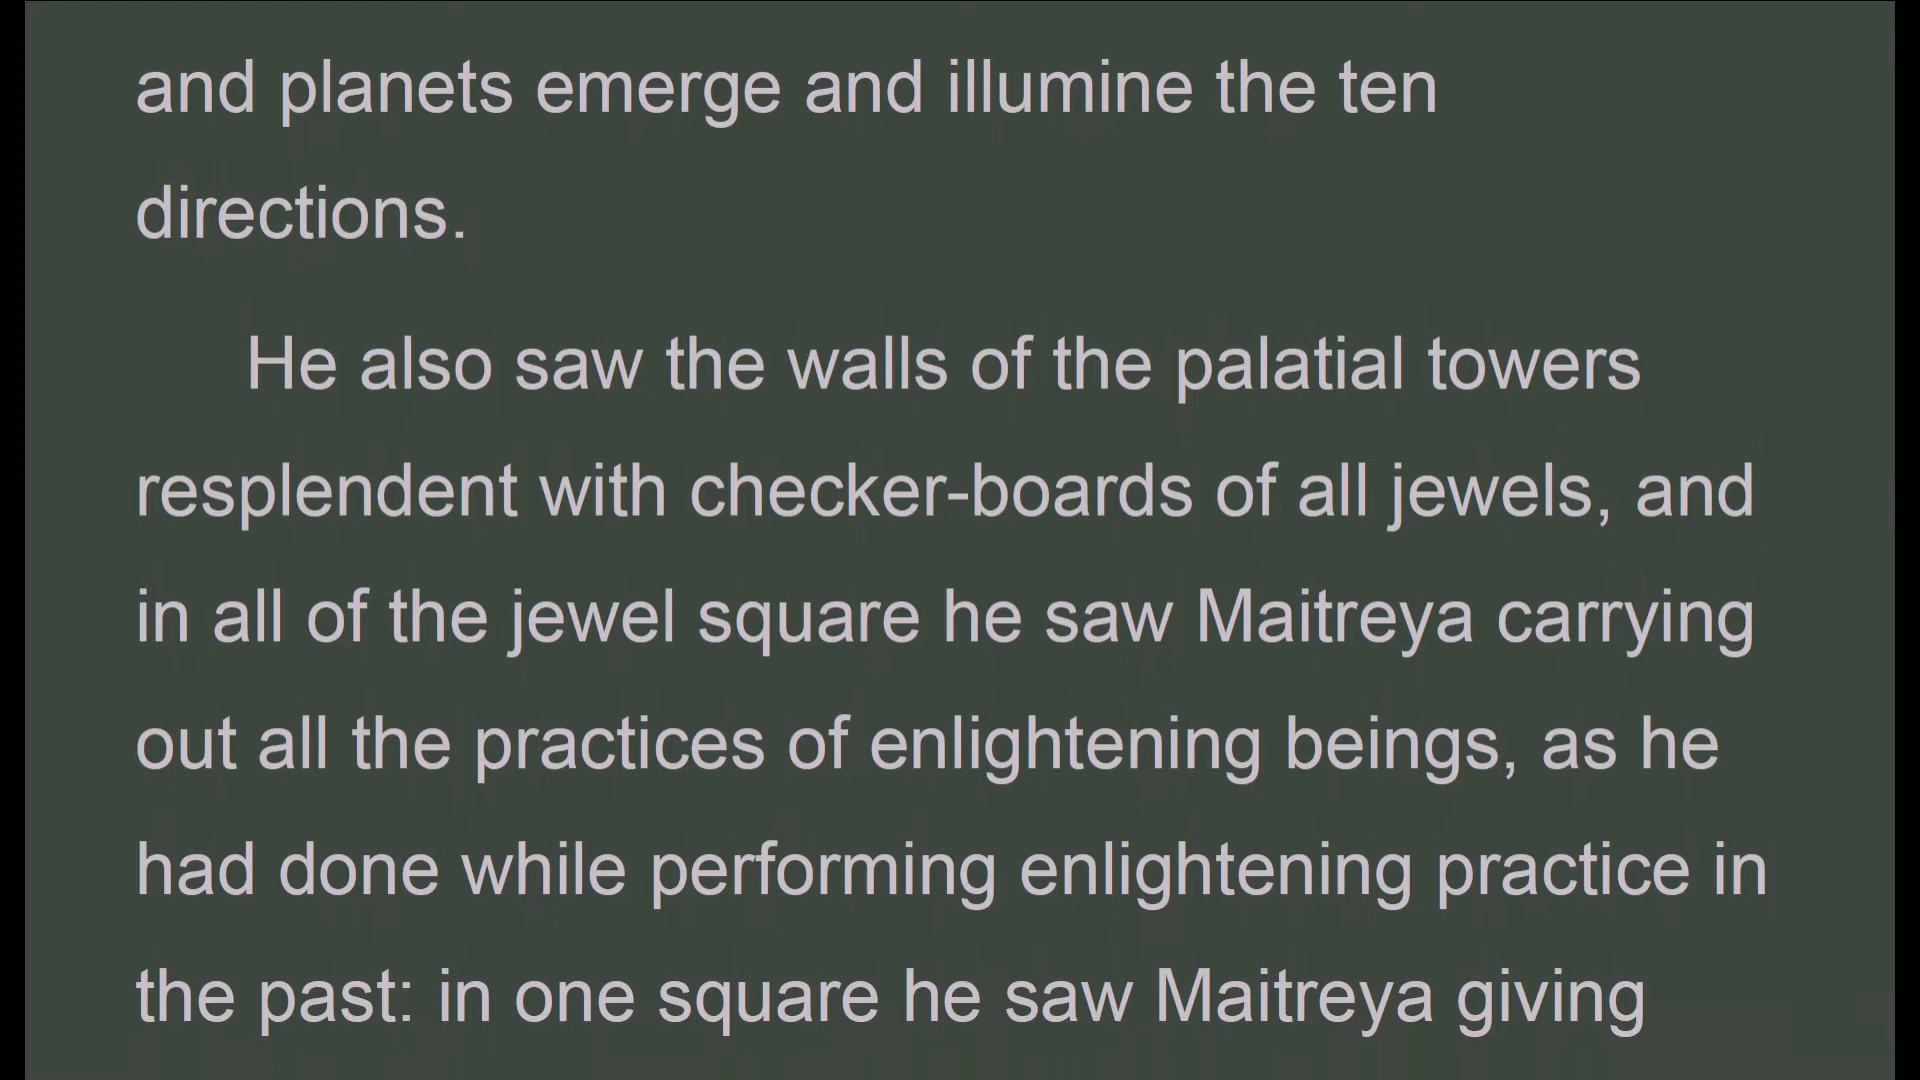 and planets emerge and illumine the ten
directions.
He also saw the walls of the palatial towers
resplendent with checker-boards of all jewels, and
in all of the jewel square he saw Maitreya carrying
out all the practices of enlightening beings, as he
had done while performing enlightening practice in
the past: in one square he saw Maitreya giving